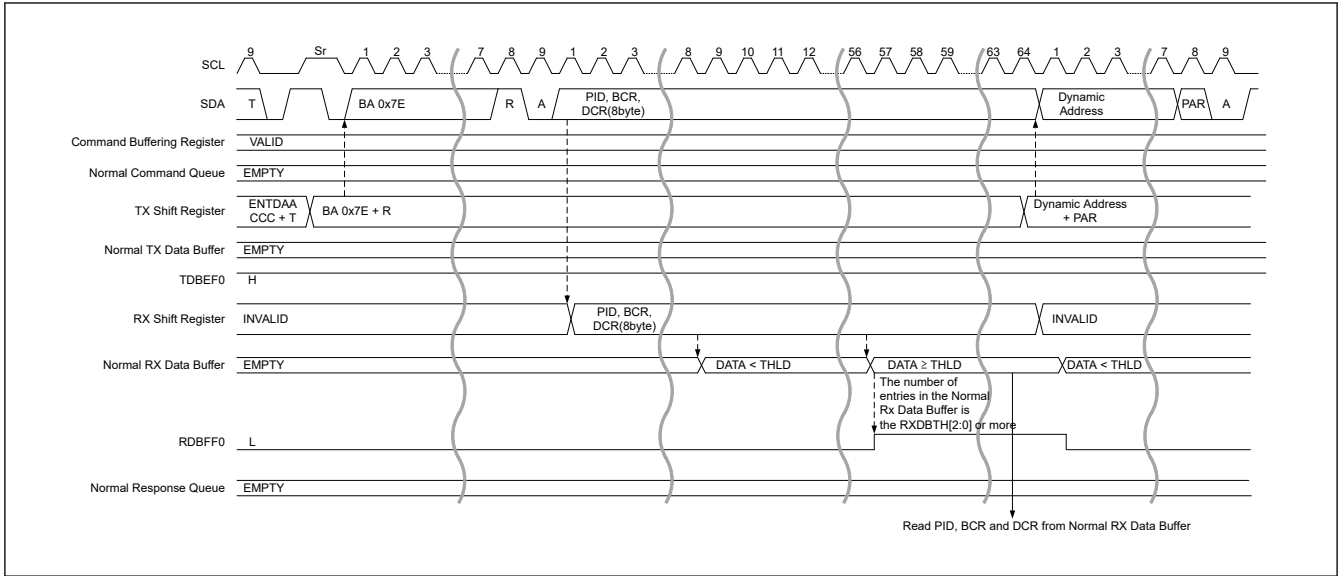 9 Sr 1 2 3 7 8 9 1 2 3 8 9 10 11 12 56 57 58 59 63 64 1 2 3 7 8 9
SCL
SDA T BA 0x7E R A PID, BCR, DCR(8byte) Dynamic Address PAR A
Command Buffering Register VALID
Normal Command Queue EMPTY
TX Shift Register ENTDAA CCC + T BA 0x7E + R Dynamic Address + PAR
Normal TX Data Buffer EMPTY
TDBEF0 H
RX Shift Register INVALID PID, BCR, DCR(8byte) INVALID
Normal RX Data Buffer EMPTY DATA < THLD DATA ≥ THLD DATA < THLD
The number of
entries in the Normal
Rx Data Buffer is
the RXDBTH[2:0] or more
RDBFF0 L
Normal Response Queue EMPTY
Read PID, BCR and DCR from Normal RX Data Buffer